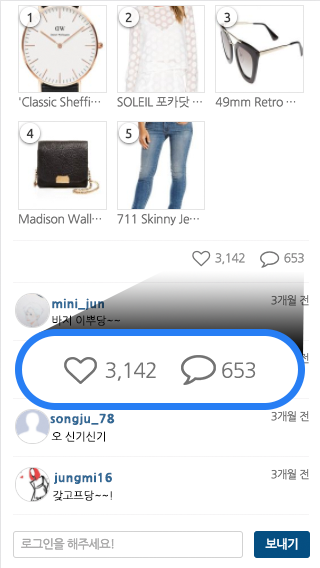 1 2 3
DW
'Classic Sheffi... SOLEIL 포카닷 ... 49mm Retro ...
4 5
Madison Wall... 711 Skinny Je...
3,142 653
mini_jun 3개월 전
바지 이뿌당~~
3,142 653
전
songju_78 3개월 전
오 신기신기
jungmi16 3개월 전
갖고프당~~!
로그인을 해주세요! 보내기